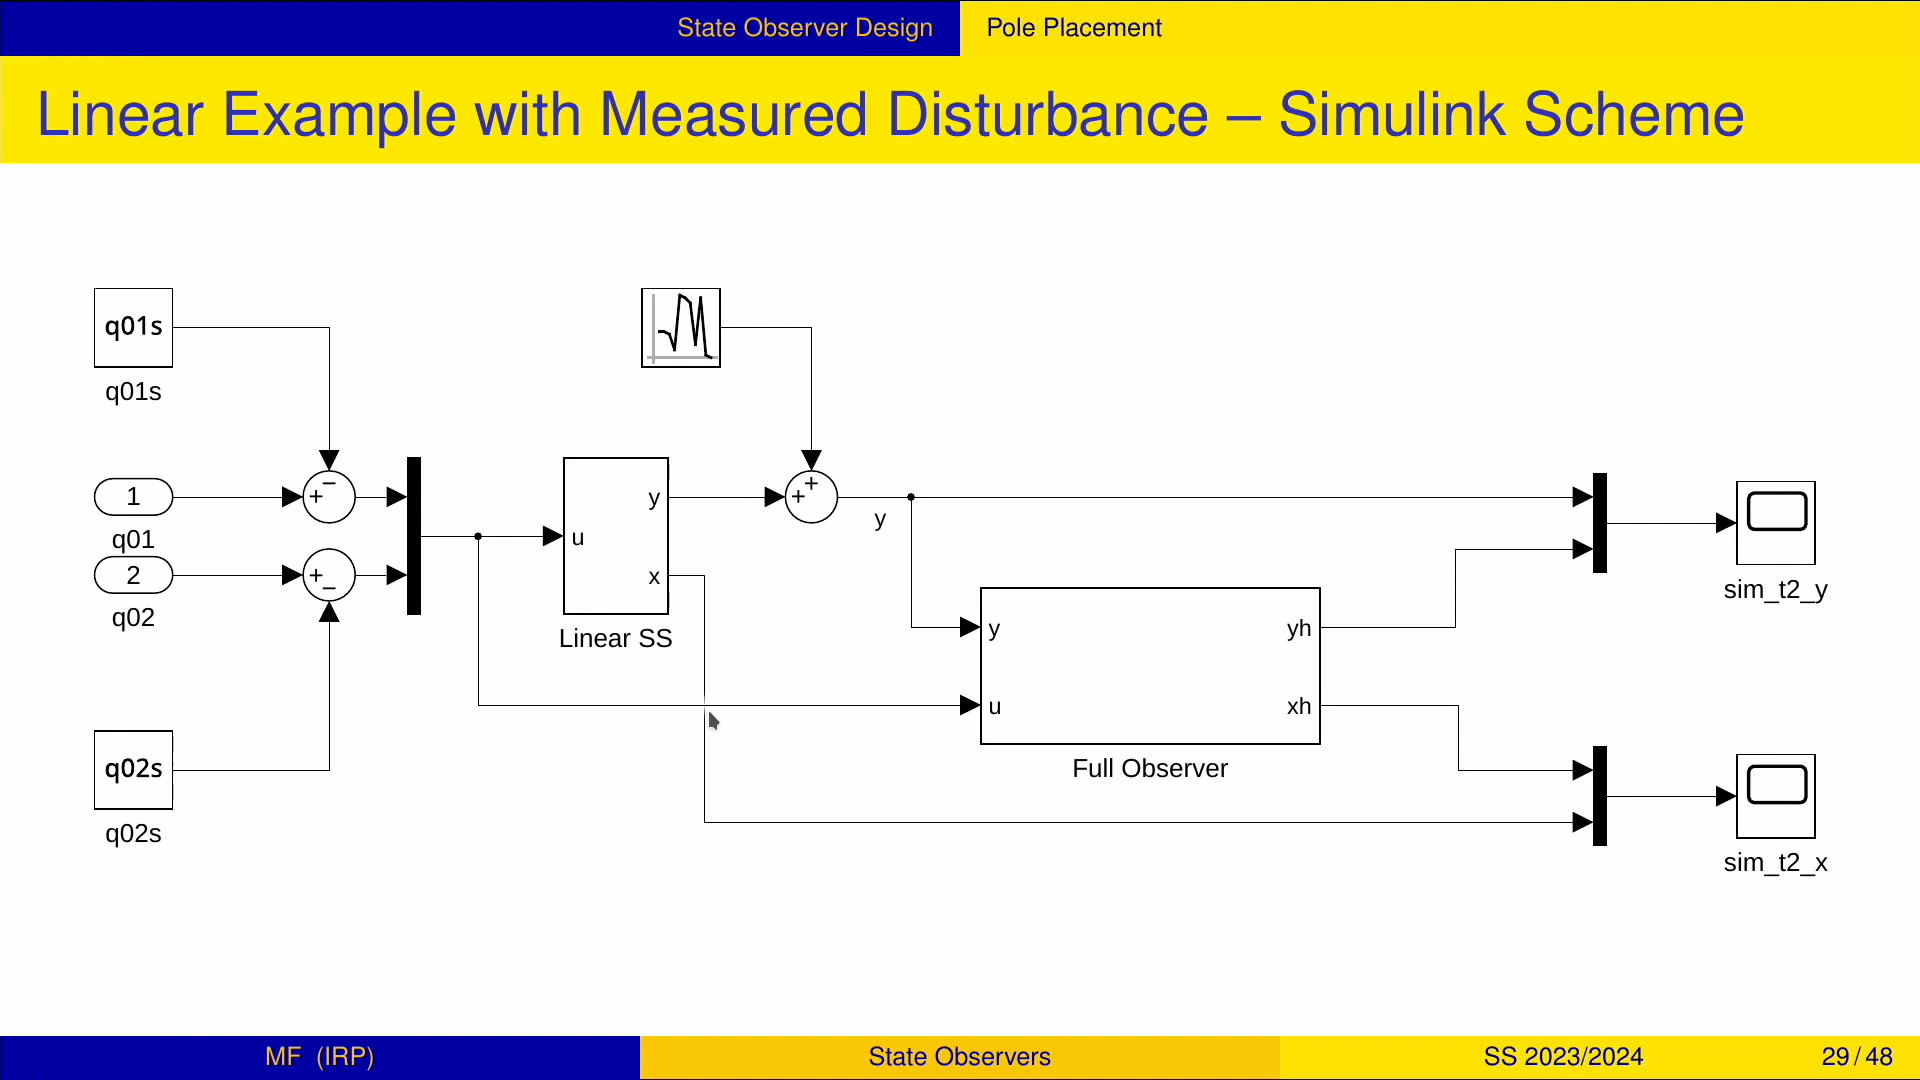 State Observer Design Pole Placement
Linear Example with Measured Disturbance – Simulink Scheme
q01s
q01s
1
q01
2
q02
q02s
q02s
+
−
+
−
u
y
x
Linear SS
+
+
y
y
u
yh
xh
Full Observer
sim_t2_y
sim_t2_x
MF (IRP) State Observers SS 2023/2024 29 / 48